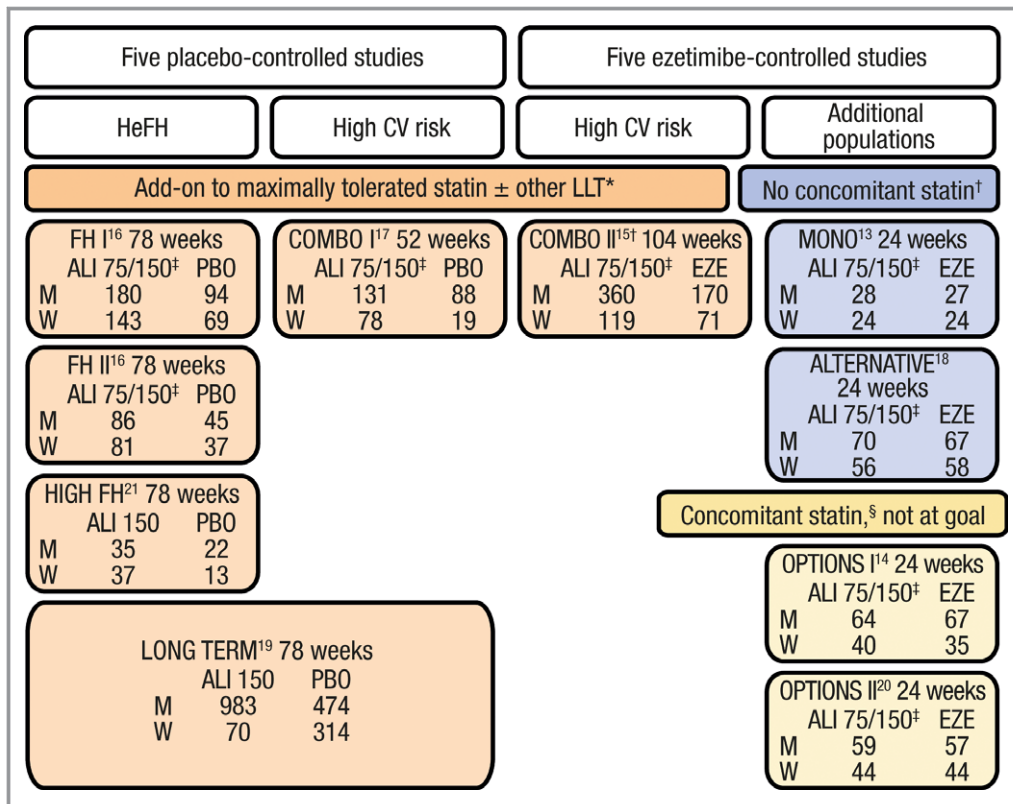 Five placebo-controlled studies
Five ezetimibe-controlled studies
HeFH
High CV risk
High CV risk
Additional
populations
Add-on to maximally tolerated statin ± other LLT*
No concomitant statin†
FH I¹⁶ 78 weeks
ALI 75/150‡ PBO
M 180 94
W 143 69
COMBO I¹⁷ 52 weeks
ALI 75/150‡ PBO
M 131 88
W 78 19
COMBO II¹⁵† 104 weeks
ALI 75/150‡ EZE
M 360 170
W 119 71
MONO¹³ 24 weeks
ALI 75/150‡ EZE
M 28 27
W 24 24
FH II¹⁶ 78 weeks
ALI 75/150‡ PBO
M 86 45
W 81 37
ALTERNATIVE¹⁸
24 weeks
ALI 75/150‡ EZE
M 70 67
W 56 58
HIGH FH²¹ 78 weeks
ALI 150 PBO
M 35 22
W 37 13
Concomitant statin,§ not at goal
OPTIONS I¹⁴ 24 weeks
ALI 75/150‡ EZE
M 64 67
W 40 35
LONG TERM¹⁹ 78 weeks
ALI 150 PBO
M 983 474
W 70 314
OPTIONS II²⁰ 24 weeks
ALI 75/150‡ EZE
M 59 57
W 44 44